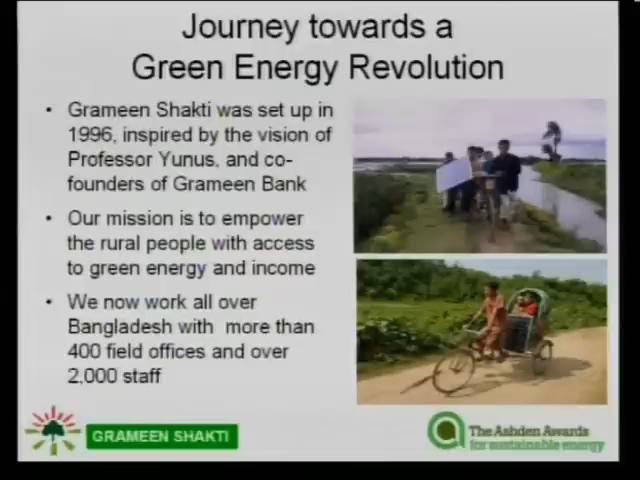 Journey towards a
Green Energy Revolution
• Grameen Shakti was set up in
1996, inspired by the vision of
Professor Yunus, and co-
founders of Grameen Bank
• Our mission is to empower
the rural people with access
to green energy and income
• We now work all over
Bangladesh with more than
400 field offices and over
2,000 staff
GRAMEEN SHAKTI
The Ashden Awards
for sustainable energy